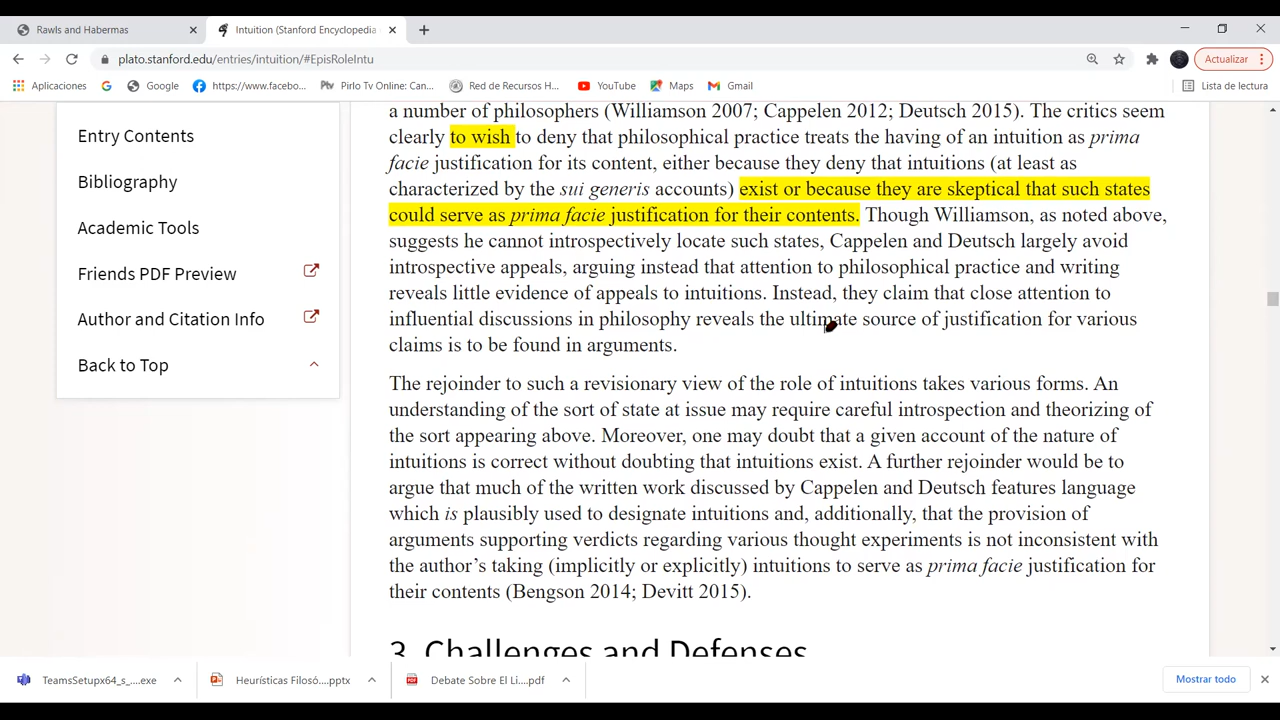 Rawls and Habermas
Intuition (Stanford Encyclopedia
plato.stanford.edu/entries/intuition/#EpisRoleIntu
Actualizar
Aplicaciones
Google
https://www.facebo...
Pirlo Tv Online: Can...
Red de Recursos H...
YouTube
Maps
Gmail
Lista de lectura
Entry Contents
Bibliography
Academic Tools
Friends PDF Preview
Author and Citation Info
Back to Top
a number of philosophers (Williamson 2007; Cappelen 2012; Deutsch 2015). The critics seem
clearly to wish to deny that philosophical practice treats the having of an intuition as prima
facie justification for its content, either because they deny that intuitions (at least as
characterized by the sui generis accounts) exist or because they are skeptical that such states
could serve as prima facie justification for their contents. Though Williamson, as noted above,
suggests he cannot introspectively locate such states, Cappelen and Deutsch largely avoid
introspective appeals, arguing instead that attention to philosophical practice and writing
reveals little evidence of appeals to intuitions. Instead, they claim that close attention to
influential discussions in philosophy reveals the ultimate source of justification for various
claims is to be found in arguments.
The rejoinder to such a revisionary view of the role of intuitions takes various forms. An
understanding of the sort of state at issue may require careful introspection and theorizing of
the sort appearing above. Moreover, one may doubt that a given account of the nature of
intuitions is correct without doubting that intuitions exist. A further rejoinder would be to
argue that much of the written work discussed by Cappelen and Deutsch features language
which is plausibly used to designate intuitions and, additionally, that the provision of
arguments supporting verdicts regarding various thought experiments is not inconsistent with
the author's taking (implicitly or explicitly) intuitions to serve as prima facie justification for
their contents (Bengson 2014; Devitt 2015).
3. Challenges and Defenses
TeamsSetupx64_s_....exe
Heurísticas Filosó....pptx
Debate Sobre El Li....pdf
Mostrar todo